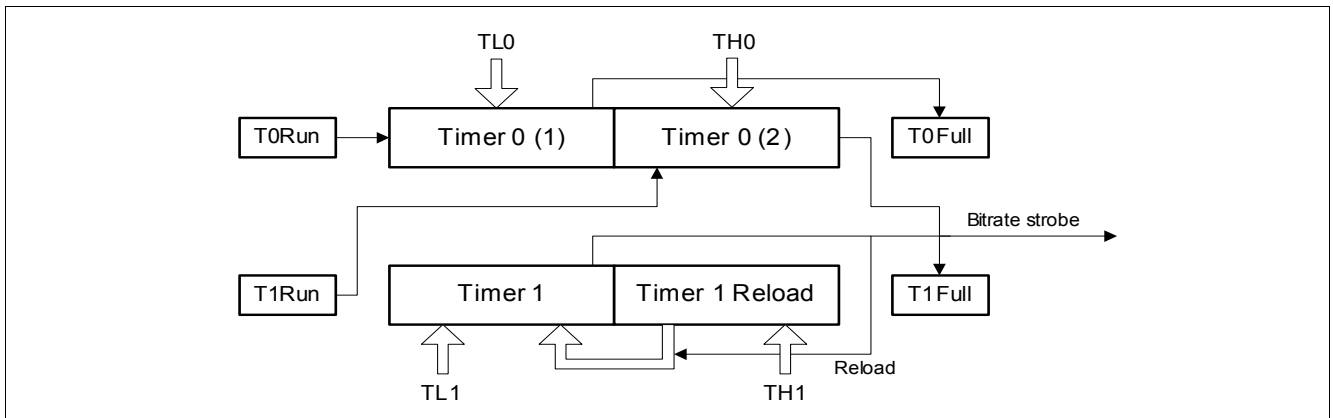 TL0
TH0
T0Run
Timer 0 (1)
Timer 0 (2)
T0Full
Bitrate strobe
T1Run
Timer 1
Timer 1 Reload
T1Full
Reload
TL1
TH1